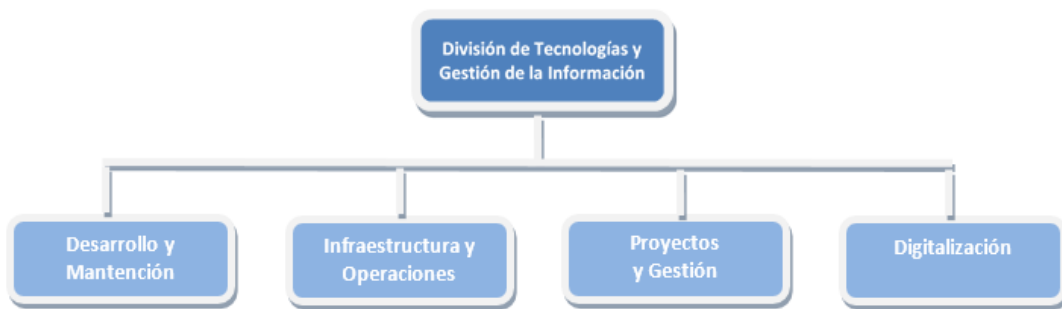 División de Tecnologías y
Gestión de la Información
Desarrollo y
Mantención
Infraestructura y
Operaciones
Proyectos
y Gestión
Digitalización